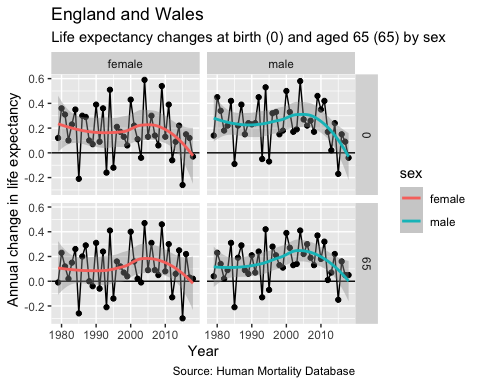 England and Wales
Life expectancy changes at birth (0) and aged 65 (65) by sex
female
male
0.6
0.4
0.2
0.0
-0.2
0
0.6
0.4
0.2
0.0
-0.2
65
Annual change in life expectancy
1980 1990 2000 2010
1980 1990 2000 2010
Year
sex
female
male
Source: Human Mortality Database